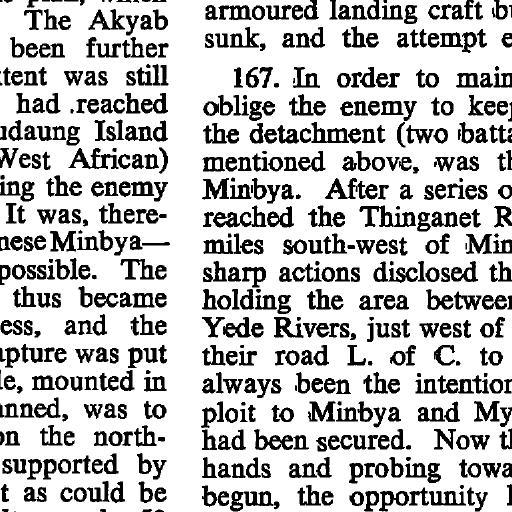 The Akyab
been further
tent was still
had .reached
udaung Island
West African)
ing the enemy
It was, there-
nese Minbya—
possible. The
thus became
ess, and the
apture was put
le, mounted in
anned, was to
on the north-
supported by
t as could be
armoured landing craft bu
sunk, and the attempt e
167. In order to main
oblige the enemy to keep
the detachment (two batta
mentioned above, was th
Minbya. After a series o
reached the Thinganet R
miles south-west of Min
sharp actions disclosed th
holding the area between
Yede Rivers, just west of
their road L. of C. to
always been the intention
ploit to Minbya and My
had been secured. Now th
hands and probing towa
begun, the opportunity